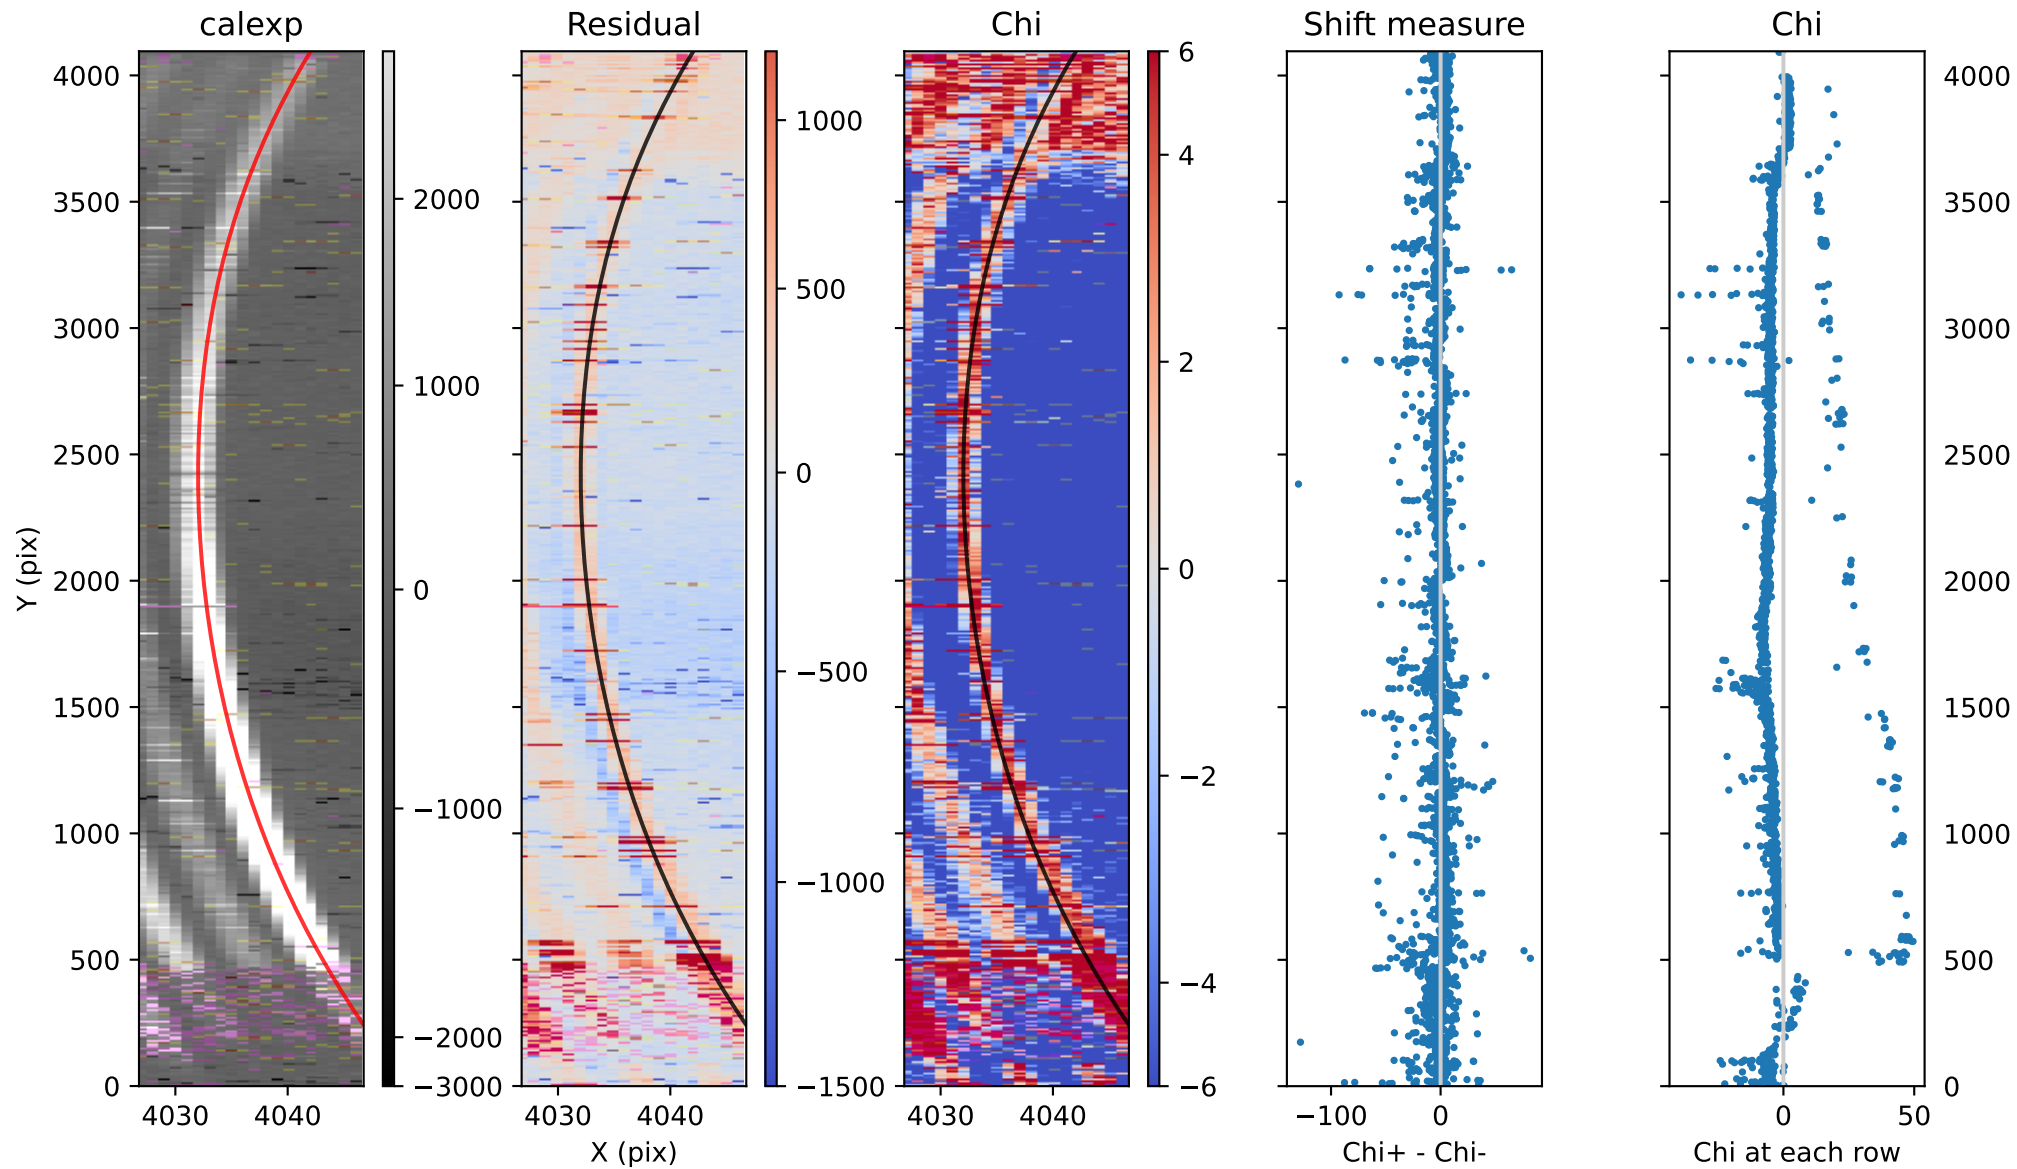 calexp Residual Chi Shift measure Chi
4000 2000 1000 6 4000
3500 1000 500 4 3500
3000 0 0 2 3000
2500 −1000 −500 0 2500
2000 −2000 −1000 −2 2000
1500 −3000 −1500 −4 1500
1000 −6 1000
500 500
0 0
Y (pix)
4030 4040 4030 4040 4030 4040 −100 0 0 50
X (pix) Chi+ - Chi- Chi at each row